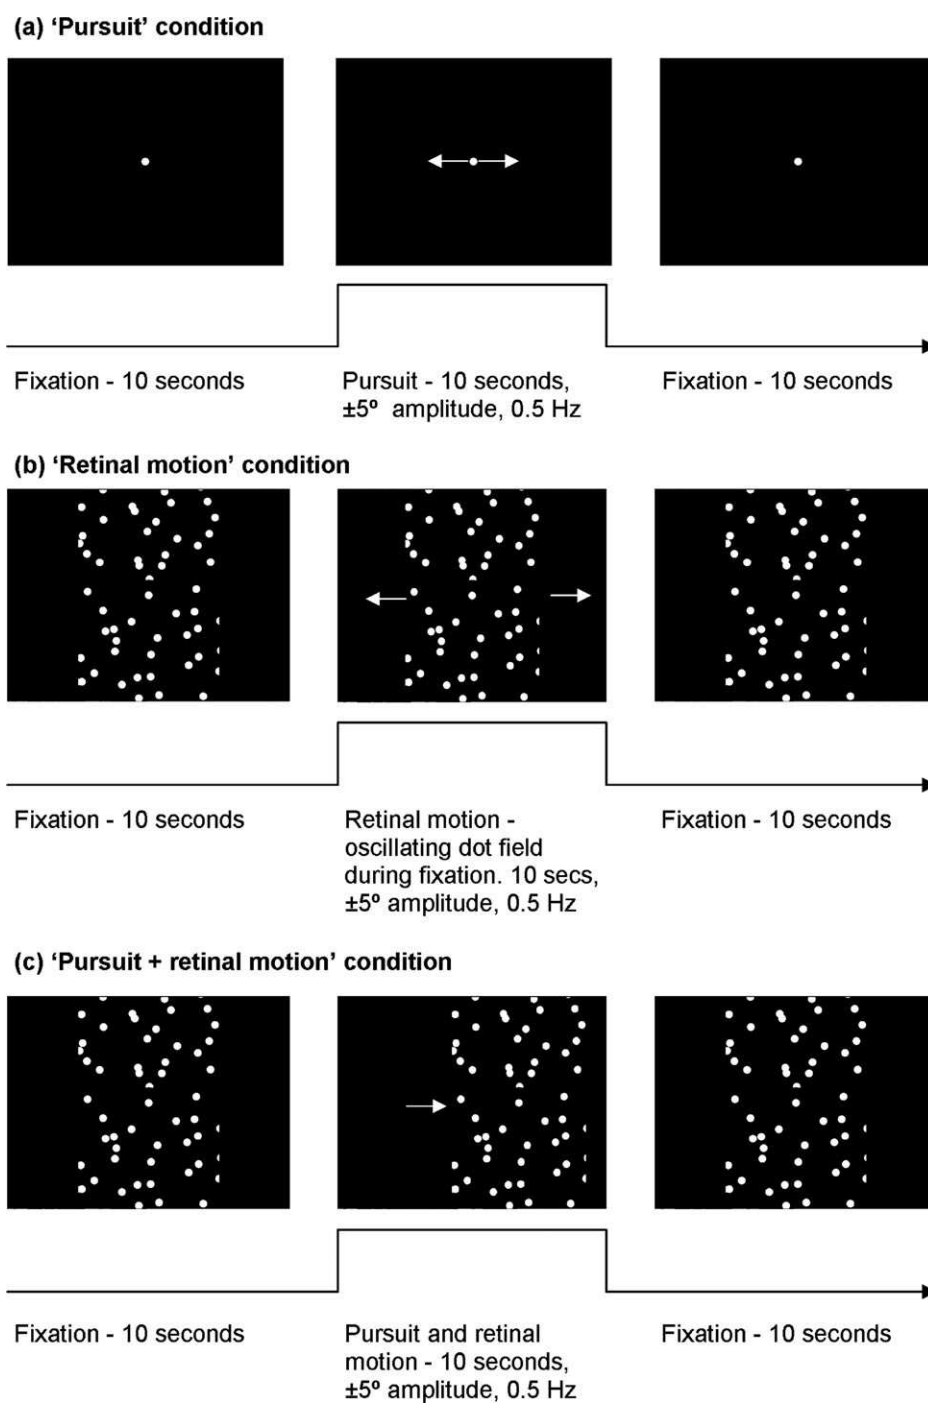 (a) ‘Pursuit’ condition
Fixation - 10 seconds
Pursuit - 10 seconds,
±5º amplitude, 0.5 Hz
Fixation - 10 seconds
(b) ‘Retinal motion’ condition
Fixation - 10 seconds
Retinal motion -
oscillating dot field
during fixation. 10 secs,
±5º amplitude, 0.5 Hz
Fixation - 10 seconds
(c) ‘Pursuit + retinal motion’ condition
Fixation - 10 seconds
Pursuit and retinal
motion - 10 seconds,
±5º amplitude, 0.5 Hz
Fixation - 10 seconds